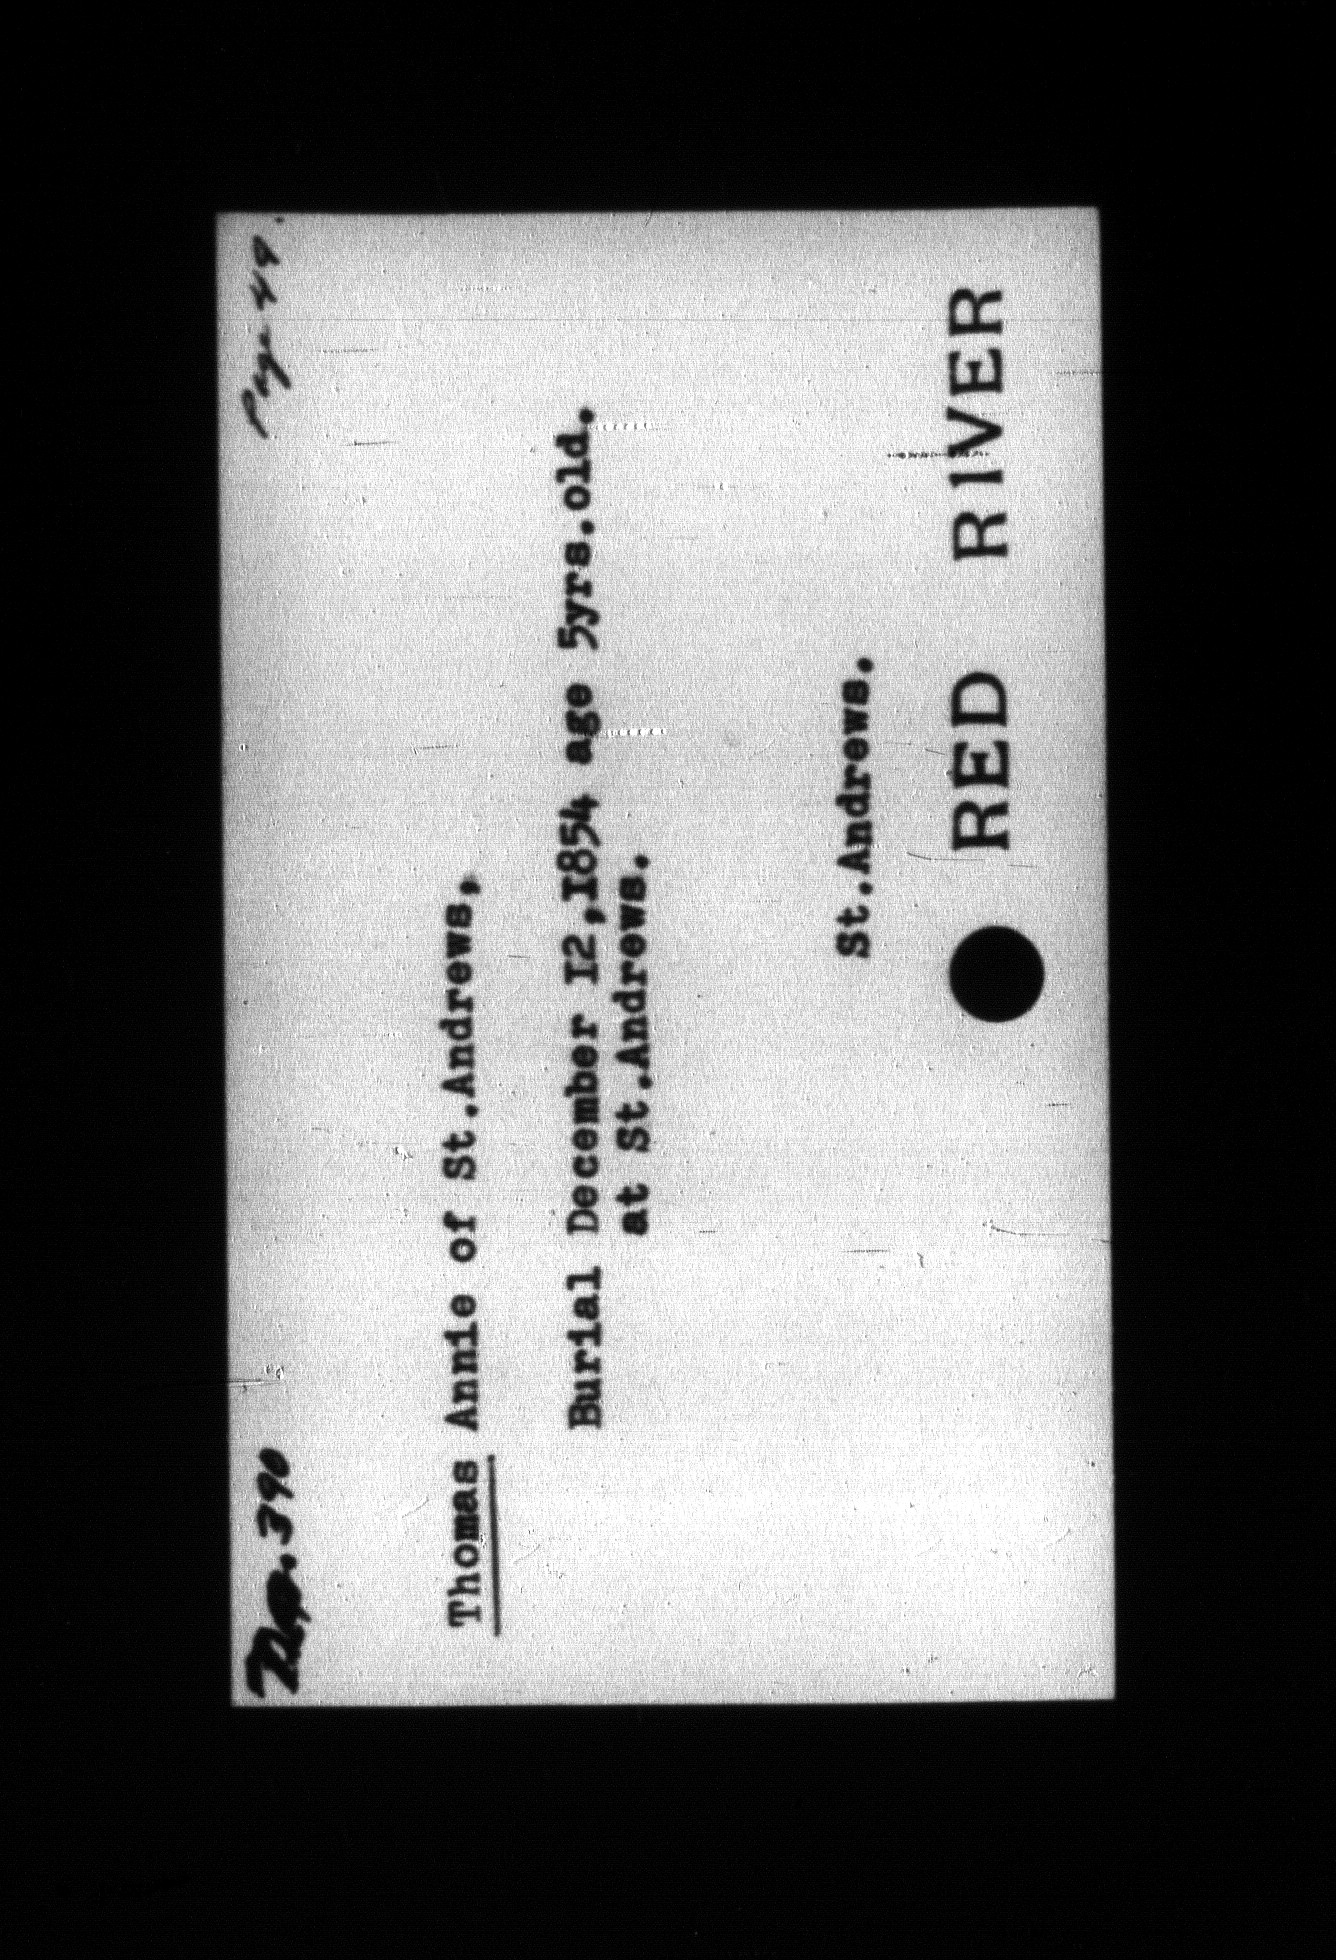 No. 390 Page 49.
Thomas Annie of St.Andrews,
Burial December I2,I854 age 5yrs.old.
at St.Andrews.
St.Andrews.
RED RIVER